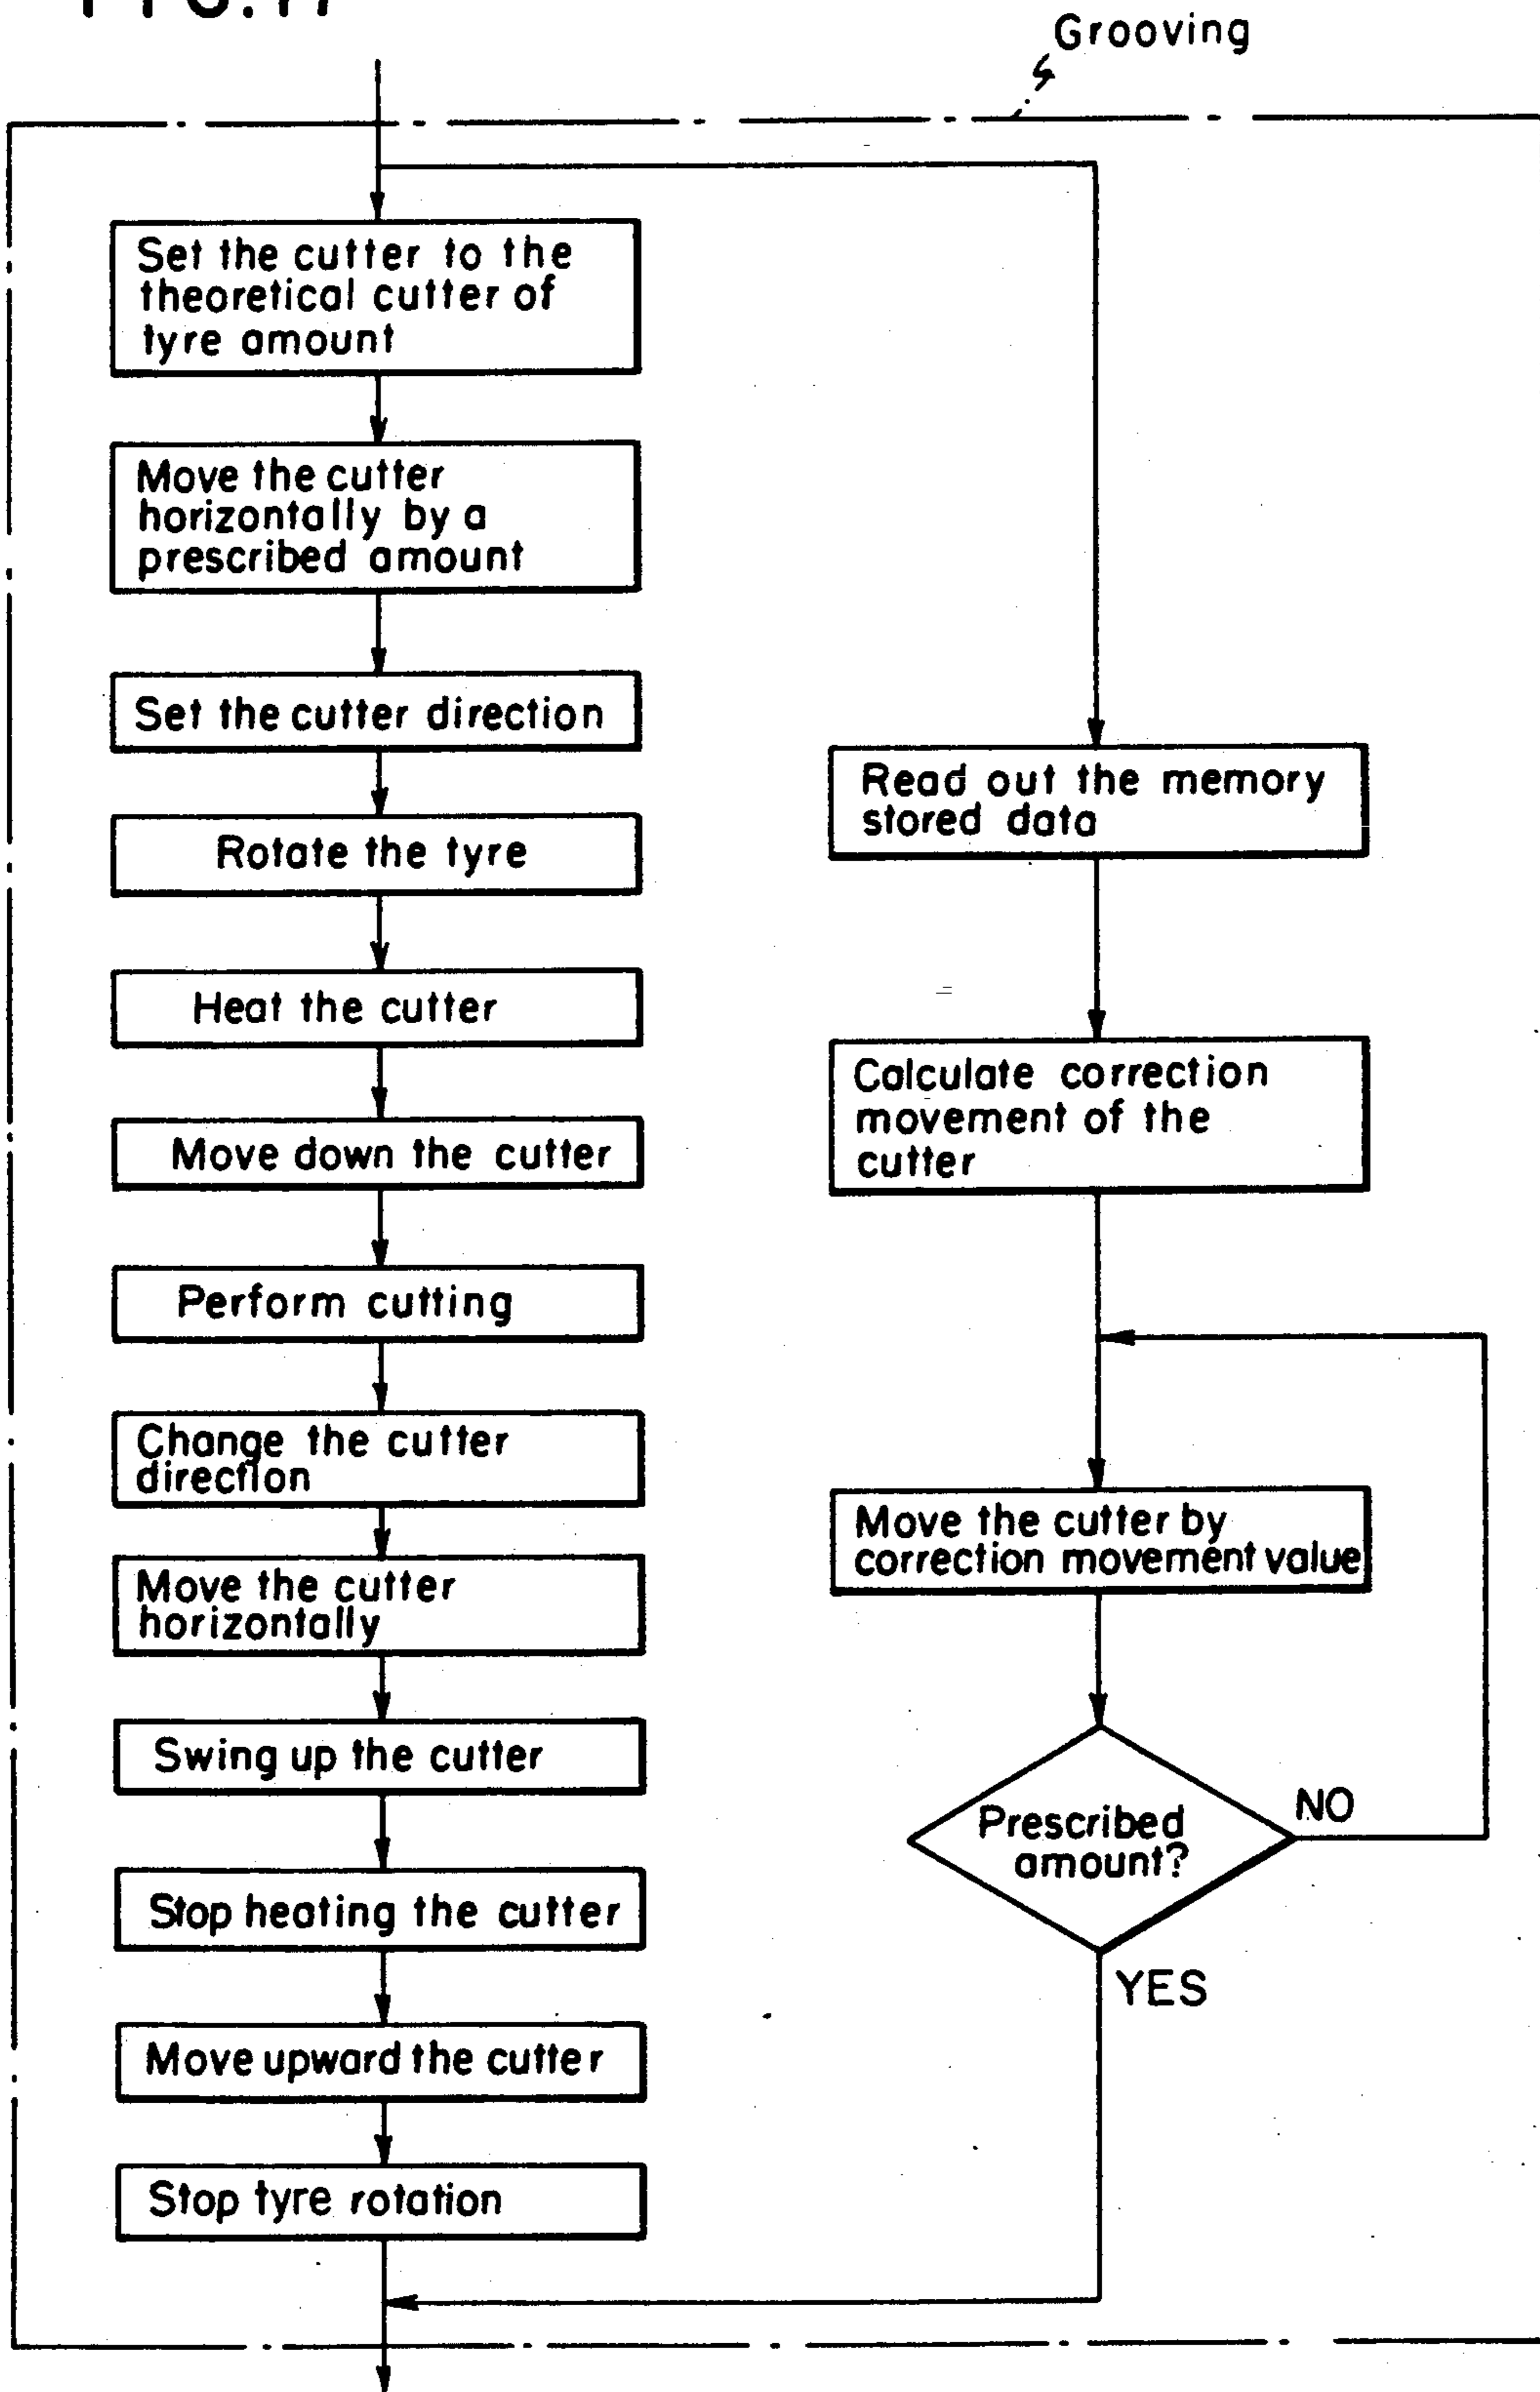 FIG. 17
Grooving
Set the cutter to the
theoretical cutter of
tyre amount
Move the cutter
horizontally by a
prescribed amount
Set the cutter direction
Rotate the tyre
Heat the cutter
Move down the cutter
Perform cutting
Change the cutter
direction
Move the cutter
horizontally
Swing up the cutter
Stop heating the cutter
Move upward the cutter
Stop tyre rotation
Read out the memory
stored data
Calculate correction
movement of the
cutter
Move the cutter by
correction movement value
Prescribed
amount?
NO
YES